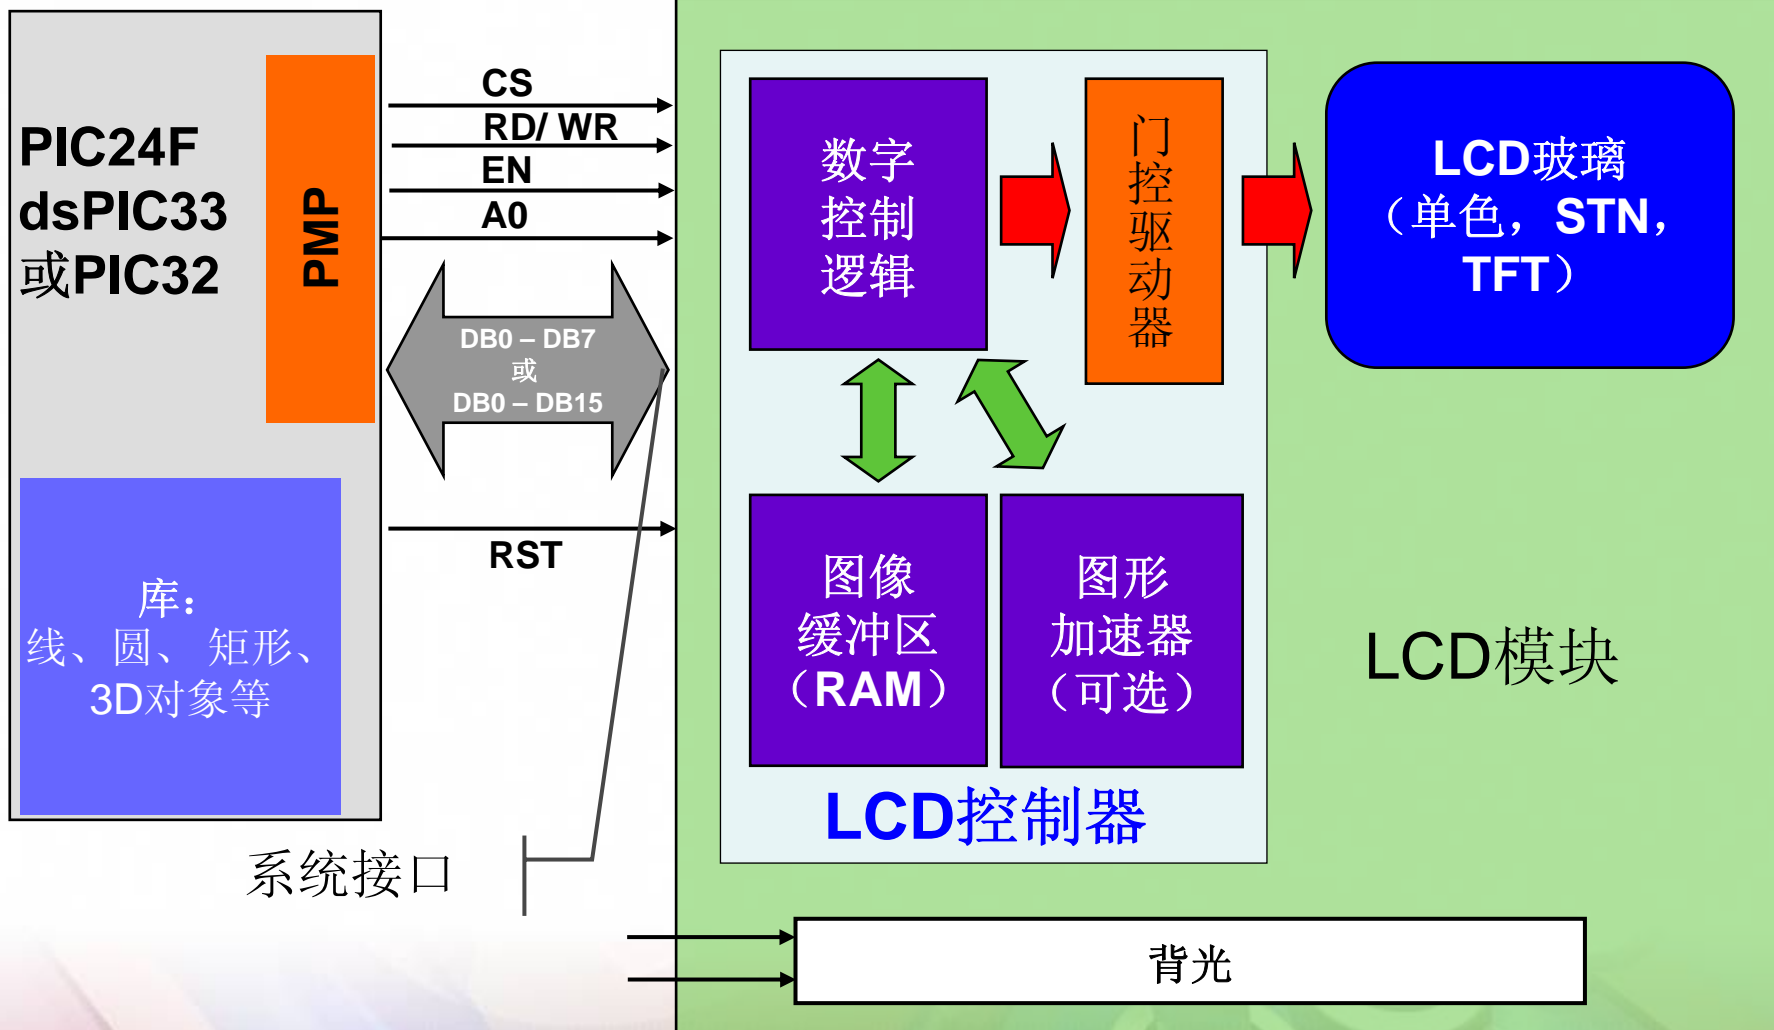 PIC24F
dsPIC33
或PIC32
PMP
库：
线、圆、 矩形、
3D对象等
CS
RD/ WR
EN
A0
DB0 – DB7
或
DB0 – DB15
RST
系统接口
数字
控制
逻辑
门
控
驱
动
器
LCD玻璃
（单色，STN，
TFT）
图像
缓冲区
（RAM）
图形
加速器
（可选）
LCD控制器
LCD模块
背光